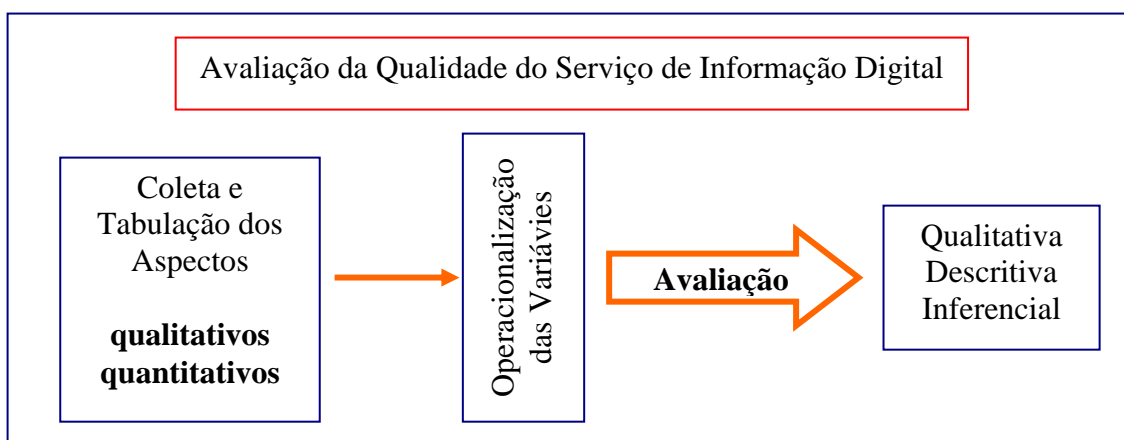 Avaliação da Qualidade do Serviço de Informação Digital
Coleta e
Tabulação dos
Aspectos
qualitativos
quantitativos
Operacionalização
das Variávies
Avaliação
Qualitativa
Descritiva
Inferencial